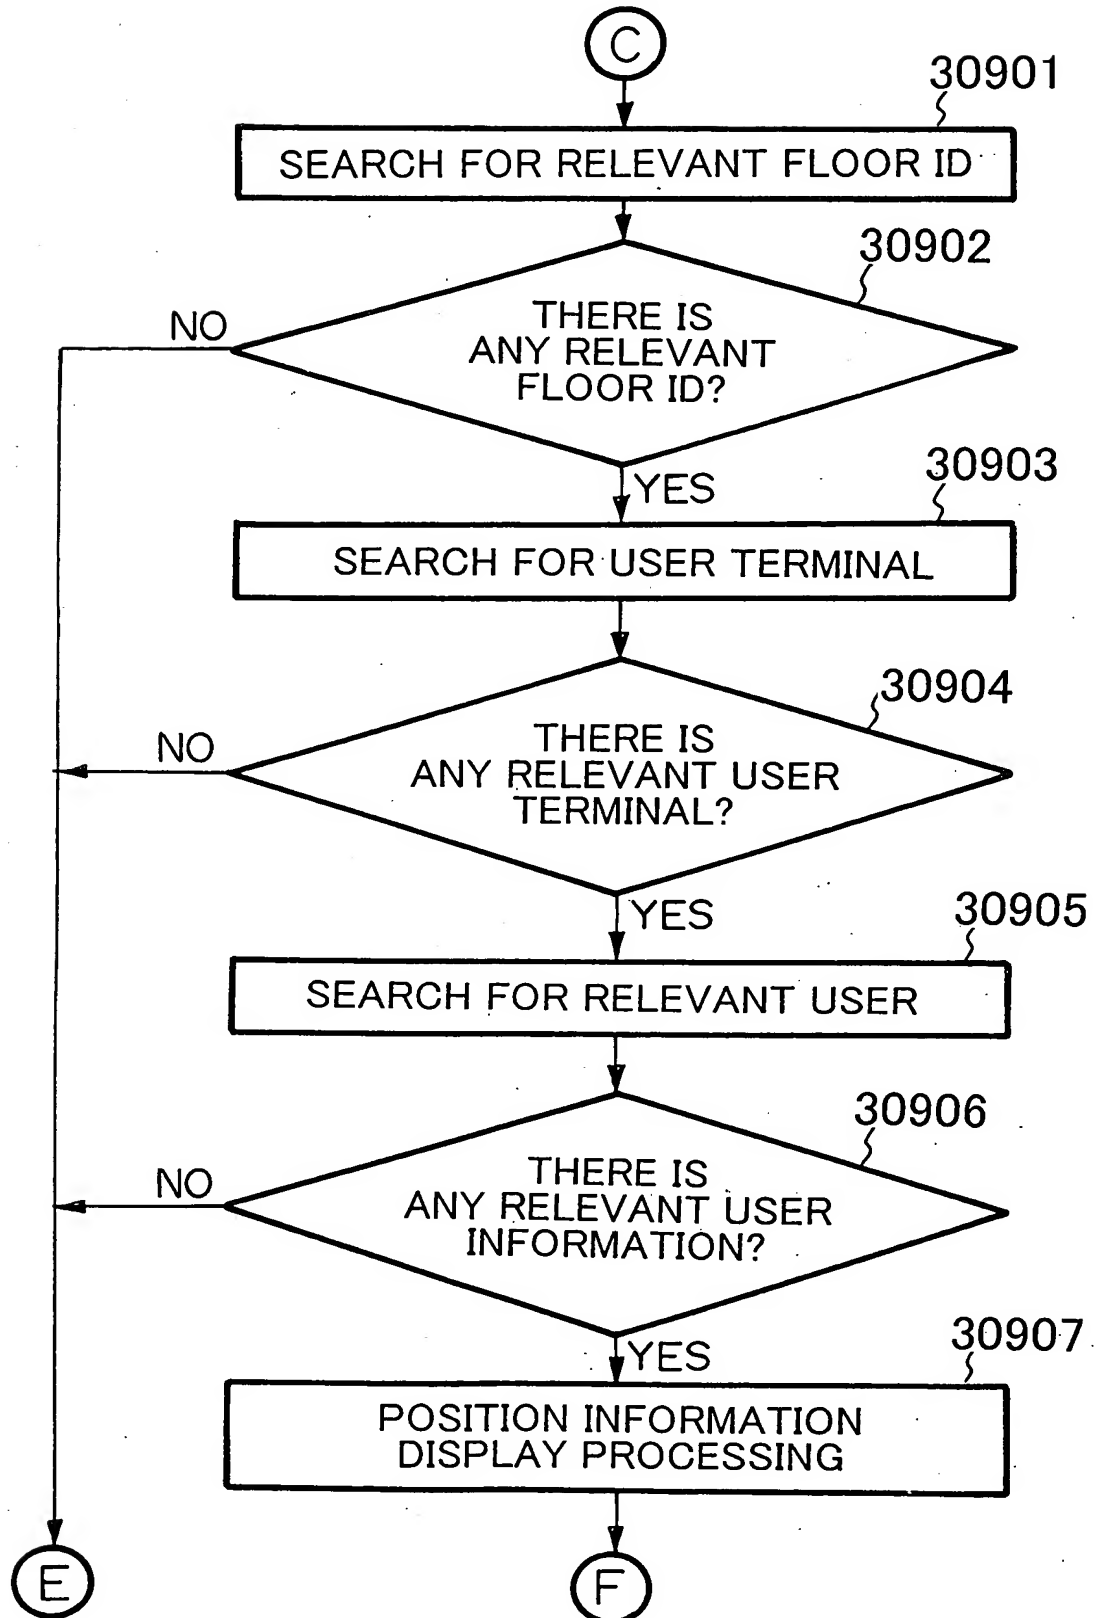 C
30901
SEARCH FOR RELEVANT FLOOR ID
30902
NO
THERE IS
ANY RELEVANT
FLOOR ID?
YES
30903
SEARCH FOR USER TERMINAL
30904
NO
THERE IS
ANY RELEVANT USER
TERMINAL?
YES
30905
SEARCH FOR RELEVANT USER
30906
NO
THERE IS
ANY RELEVANT USER
INFORMATION?
YES
30907
POSITION INFORMATION
DISPLAY PROCESSING
E
F